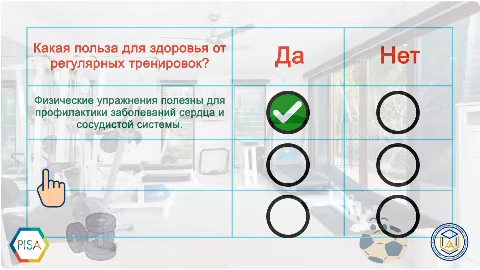 Какая польза для здоровья от
регулярных тренировок?
Да
Нет
Физические упражнения полезны для
профилактики заболеваний сердца и
сосудистой системы.
PISA